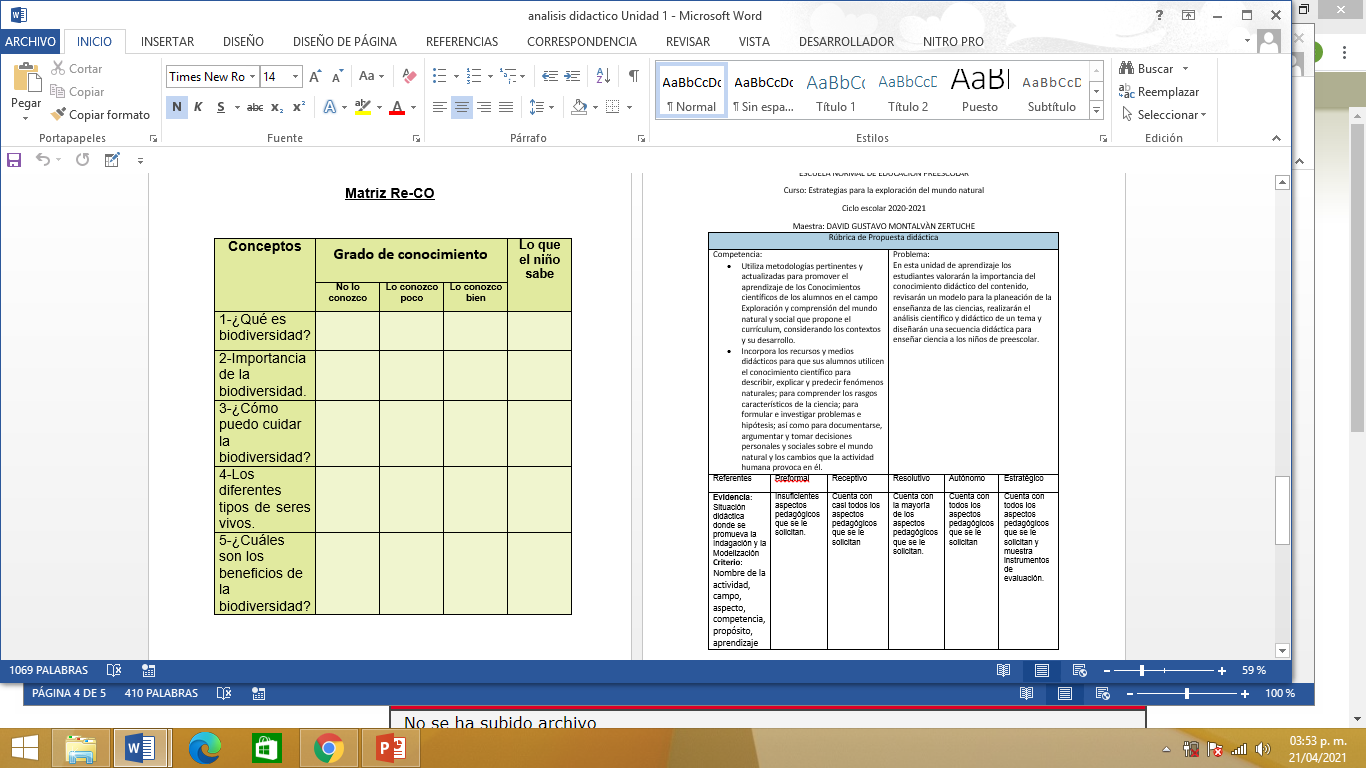 analisis didactico Unidad 1 - Microsoft Word
ARCHIVO INICIO INSERTAR DISEÑO DISEÑO DE PÁGINA REFERENCIAS CORRESPONDENCIA REVISAR VISTA DESARROLLADOR NITRO PRO
Pegar
Cortar
Copiar
Copiar formato
Portapapeles
Times New Ro 14
N K S abc x₂ x²
Fuente
Párrafo
AaBbCcDc AaBbCcDc AaBbCc AaBbCcD AaBl AaBbCcD
¶ Normal ¶ Sin espa... Título 1 Título 2 Puesto Subtítulo
Estilos
Buscar
Reemplazar
Seleccionar
Edición
Matriz Re-CO
Conceptos
Grado de conocimiento
Lo que
el niño
sabe
No lo
conozco
Lo conozco
poco
Lo conozco
bien
1-¿Qué es
biodiversidad?
2-Importancia
de la
biodiversidad.
3-¿Cómo
puedo cuidar
la
biodiversidad?
4-Los
diferentes
tipos de seres
vivos.
5-¿Cuáles
son los
beneficios de
la
biodiversidad?
ESCUELA NORMAL DE EDUCACION PREESCOLAR
Curso: Estrategias para la exploración del mundo natural
Ciclo escolar 2020-2021
Maestra: DAVID GUSTAVO MONTALVÀN ZERTUCHE
Rúbrica de Propuesta didáctica
Competencia:
• Utiliza metodologías pertinentes y
actualizadas para promover el
aprendizaje de los Conocimientos
científicos de los alumnos en el campo
Exploración y comprensión del mundo
natural y social que propone el
currículum, considerando los contextos
y su desarrollo.
• Incorpora los recursos y medios
didácticos para que sus alumnos utilicen
el conocimiento científico para
describir, explicar y predecir fenómenos
naturales; para comprender los rasgos
característicos de la ciencia; para
formular e investigar problemas e
hipótesis; así como para documentarse,
argumentar y tomar decisiones
personales y sociales sobre el mundo
natural y los cambios que la actividad
humana provoca en él.
Problema:
En esta unidad de aprendizaje los
estudiantes valorarán la importancia del
conocimiento didáctico del contenido,
revisarán un modelo para la planeación de la
enseñanza de las ciencias, realizarán el
análisis científico y didáctico de un tema y
diseñarán una secuencia didáctica para
enseñar ciencia a los niños de preescolar.
Referentes Preformal Receptivo Resolutivo Autónomo Estratégico
Evidencia:
Situación
didáctica
donde se
promueva la
Indagación y la
Modelización
Criterio:
Nombre de la
actividad,
campo,
aspecto,
competencia,
propósito,
aprendizaje
Insuficientes
aspectos
pedagógicos
que se le
solicitan.
Cuenta con
casi todos los
aspectos
pedagógicos
que se le
solicitan
Cuenta con
la mayoría
de los
aspectos
pedagógicos
que se le
solicitan.
Cuenta con
todos los
aspectos
pedagógicos
que se le
solicitan
Cuenta con
todos los
aspectos
pedagógicos
que se le
solicitan y
muestra
instrumentos
de
evaluación.
1069 PALABRAS
59 %
PÁGINA 4 DE 5 410 PALABRAS
100 %
No se ha subido archivo
03:53 p. m.
21/04/2021